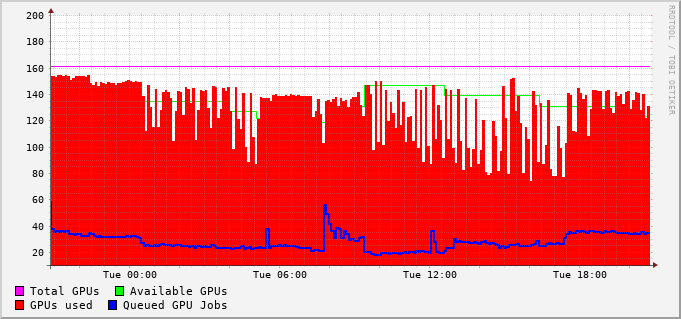 200
180
160
140
120
100
80
60
40
20
Tue 00:00 Tue 06:00 Tue 12:00 Tue 18:00
Total GPUs Available GPUs
GPUs used Queued GPU Jobs
RRDTOOL / TOBI OETIKER